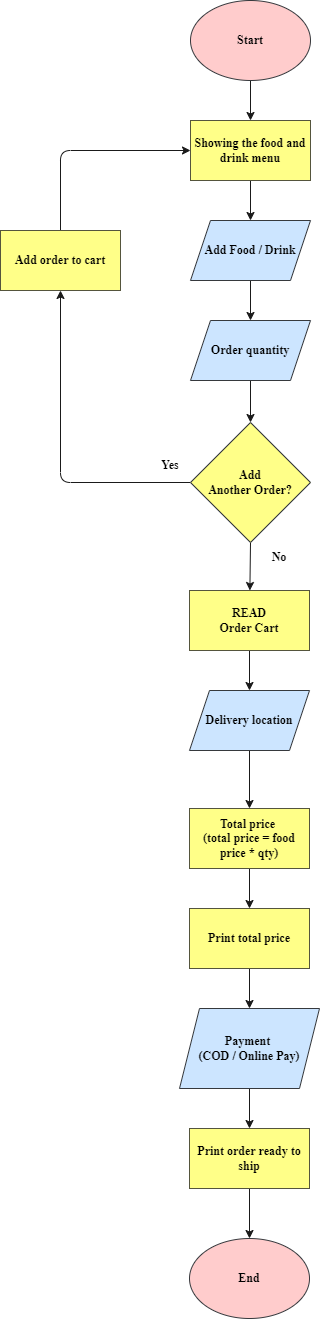 Start
Showing the food and
drink menu
Add order to cart
Add Food / Drink
Order quantity
Yes
Add
Another Order?
No
READ
Order Cart
Delivery location
Total price
(total price = food
price * qty)
Print total price
Payment
(COD / Online Pay)
Print order ready to
ship
End